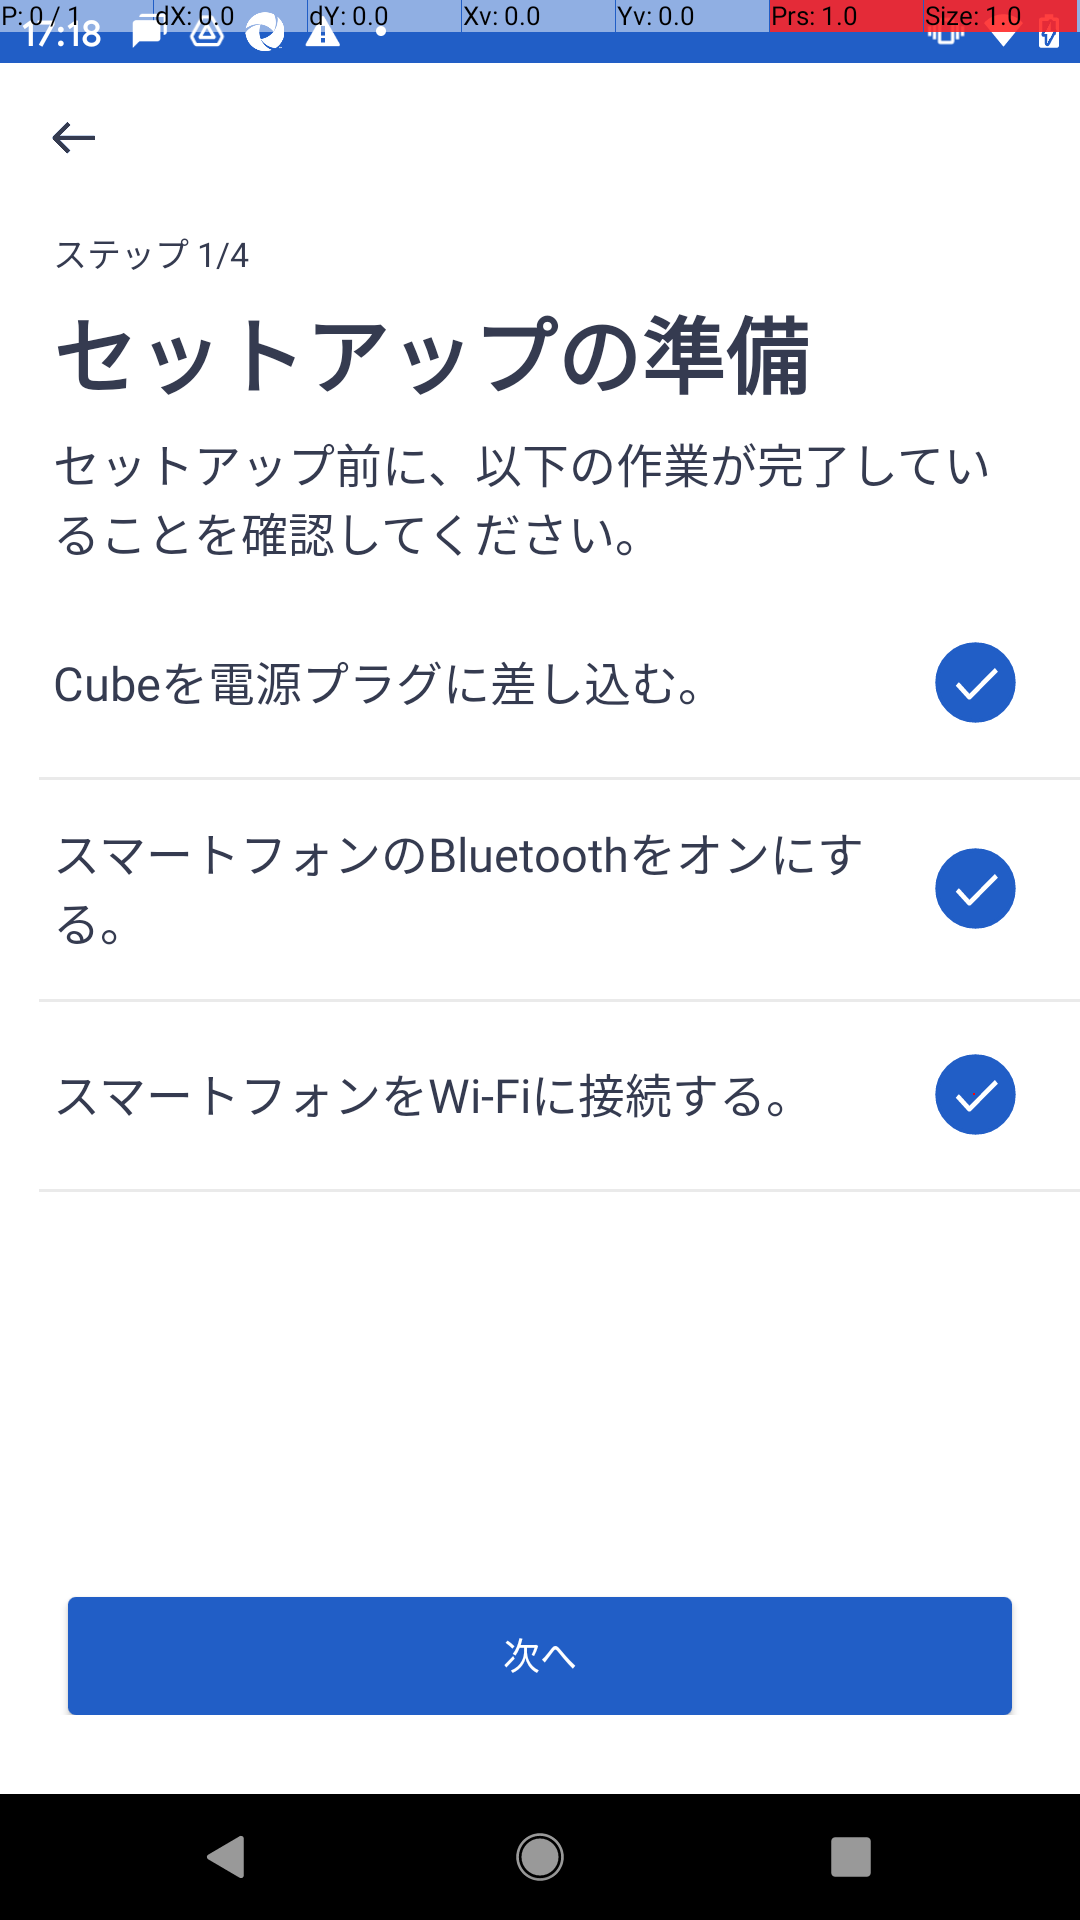 P: 0 / 1 dX: 0.0 dY: 0.0 Xv: 0.0 Yv: 0.0 Prs: 1.0 Size: 1.0
17:18
ステップ 1/4
セットアップの準備
セットアップ前に、以下の作業が完了してい
ることを確認してください。
Cubeを電源プラグに差し込む。
スマートフォンのBluetoothをオンにす
る。
スマートフォンをWi-Fiに接続する。
次へ